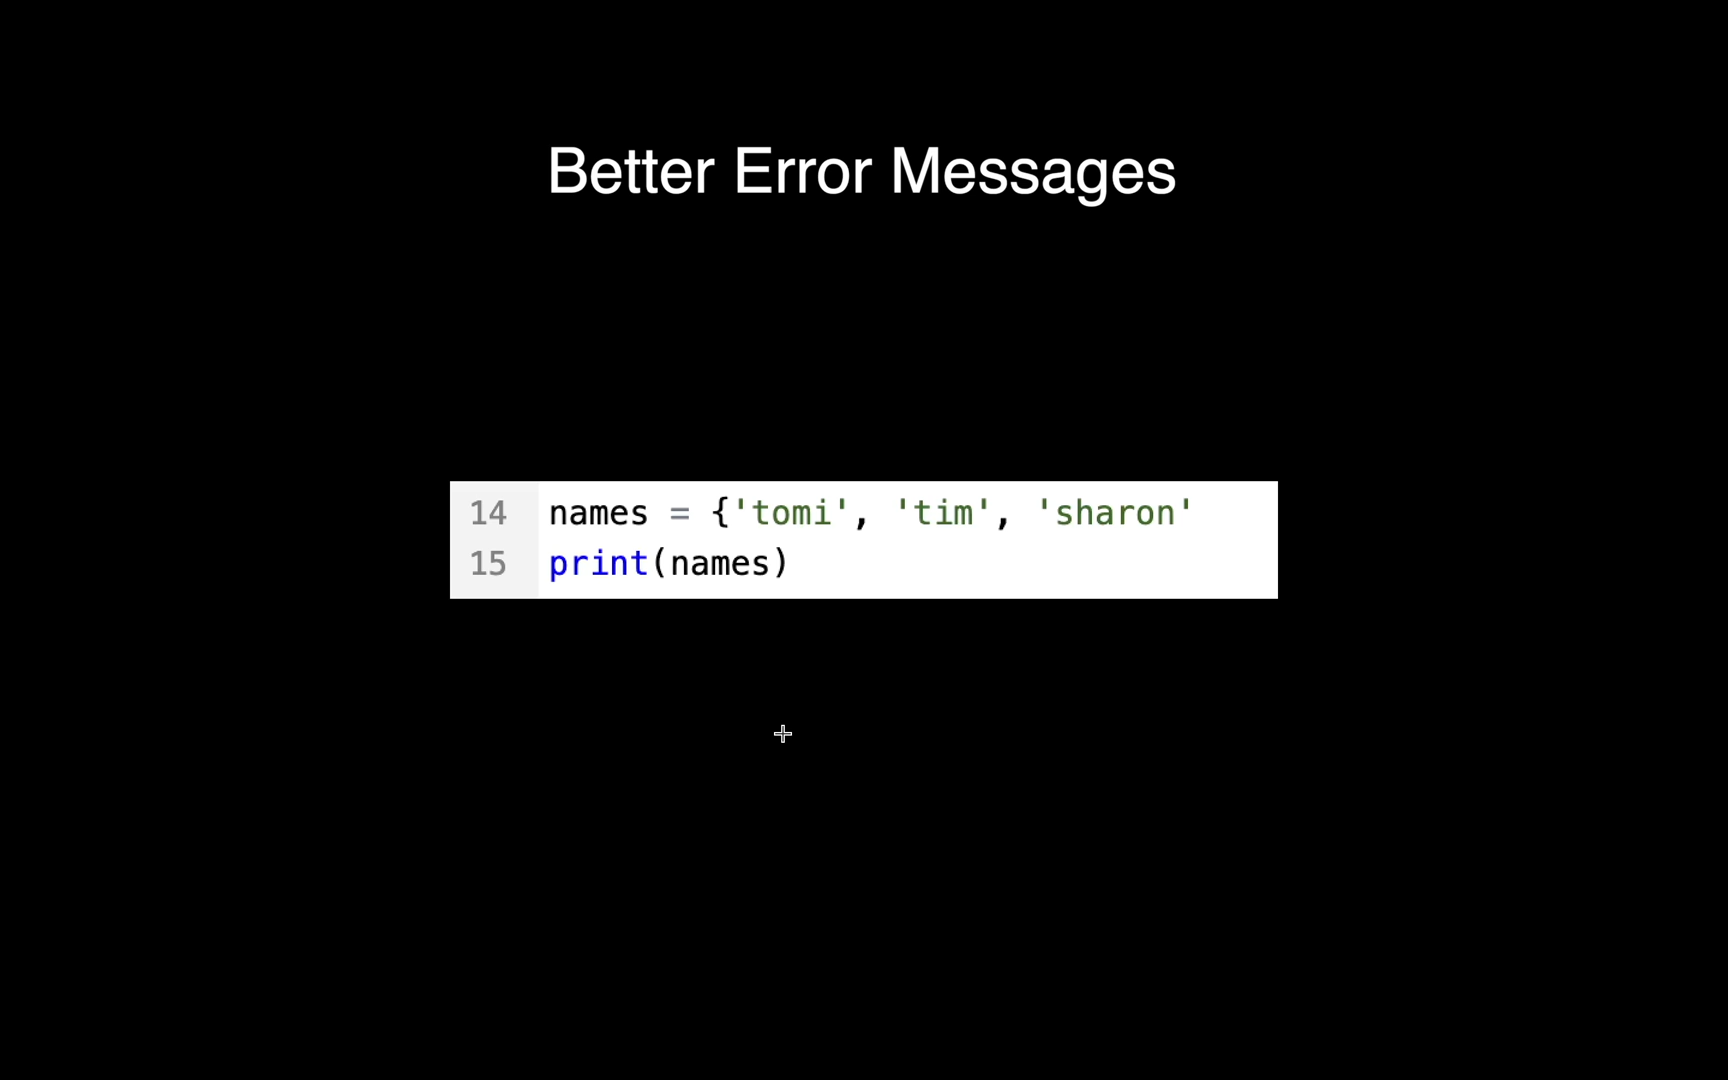 Better Error Messages
14 names = {'tomi', 'tim', 'sharon'
15 print(names)